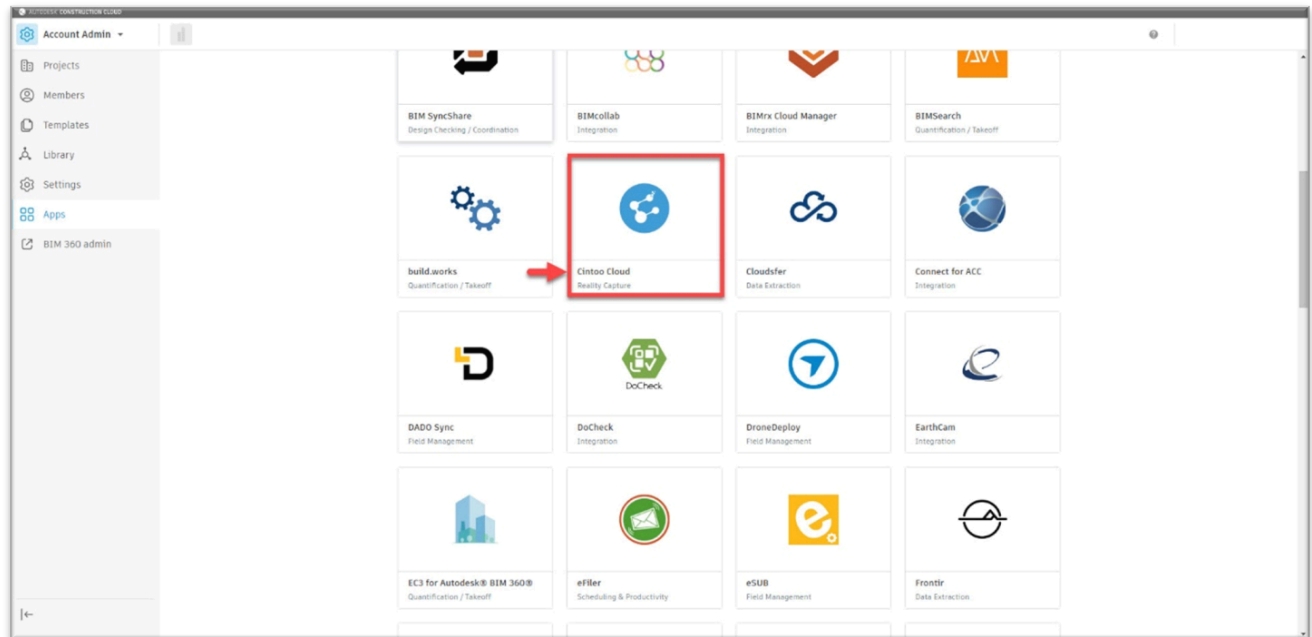 AUTODESK CONSTRUCTION CLOUD
Account Admin
Projects
Members
Templates
Library
Settings
Apps
BIM 360 admin
BIM SyncShare
Design Checking / Coordination
BIMcollab
Integration
BIMrx Cloud Manager
Integration
BIMSearch
Quantification / Takeoff
build.works
Quantification / Takeoff
Cintoo Cloud
Reality Capture
Cloudsfer
Data Extraction
Connect for ACC
Integration
DADO Sync
Field Management
DoCheck
DoCheck
Integration
DroneDeploy
Field Management
EarthCam
Integration
EC3 for Autodesk® BIM 360®
Quantification / Takeoff
eFiler
Scheduling & Productivity
eSUB
Field Management
Frontir
Data Extraction